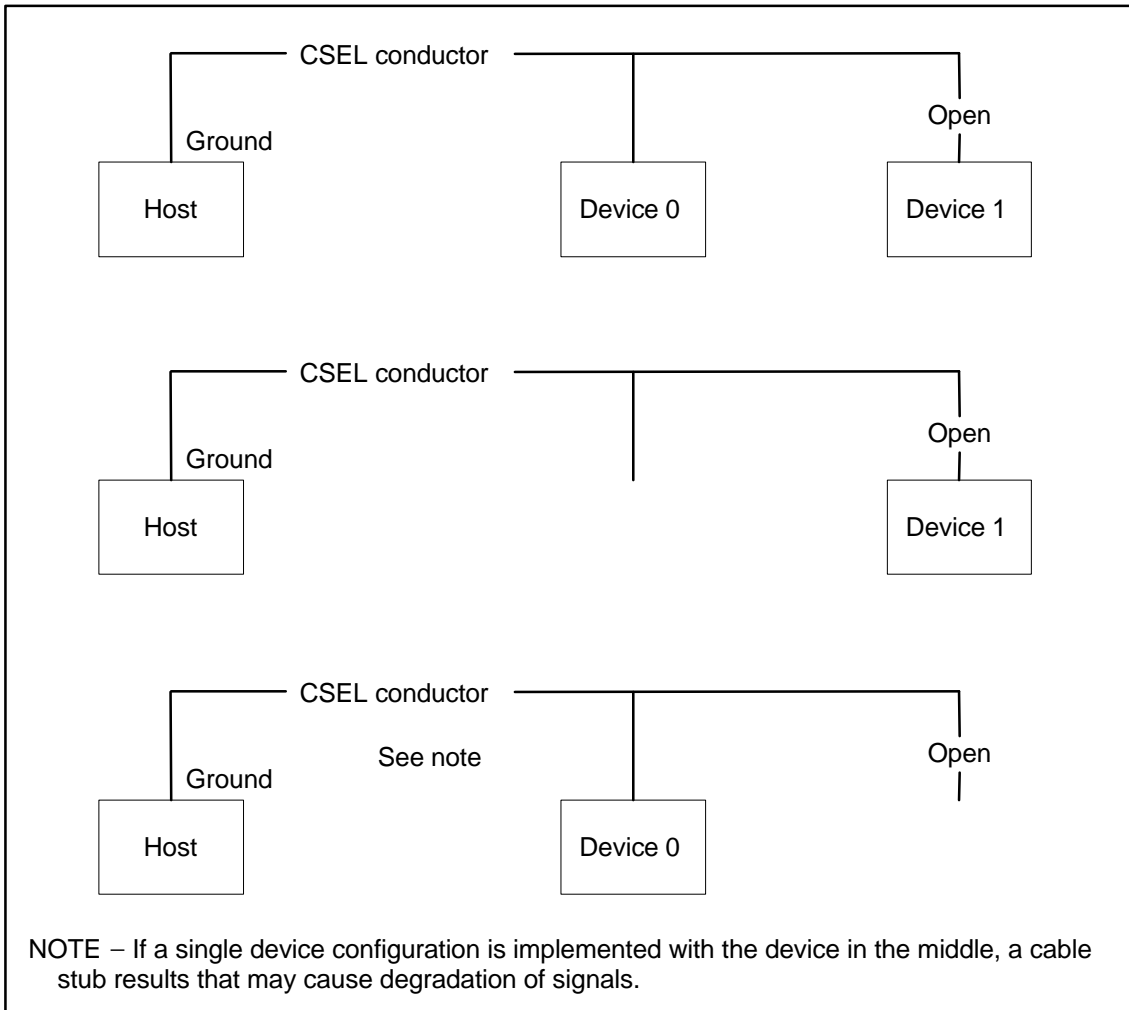 CSEL conductor
Open
Ground
Host
Device 0
Device 1
CSEL conductor
Open
Ground
Host
Device 1
CSEL conductor
See note
Open
Ground
Host
Device 0
NOTE – If a single device configuration is implemented with the device in the middle, a cable
stub results that may cause degradation of signals.